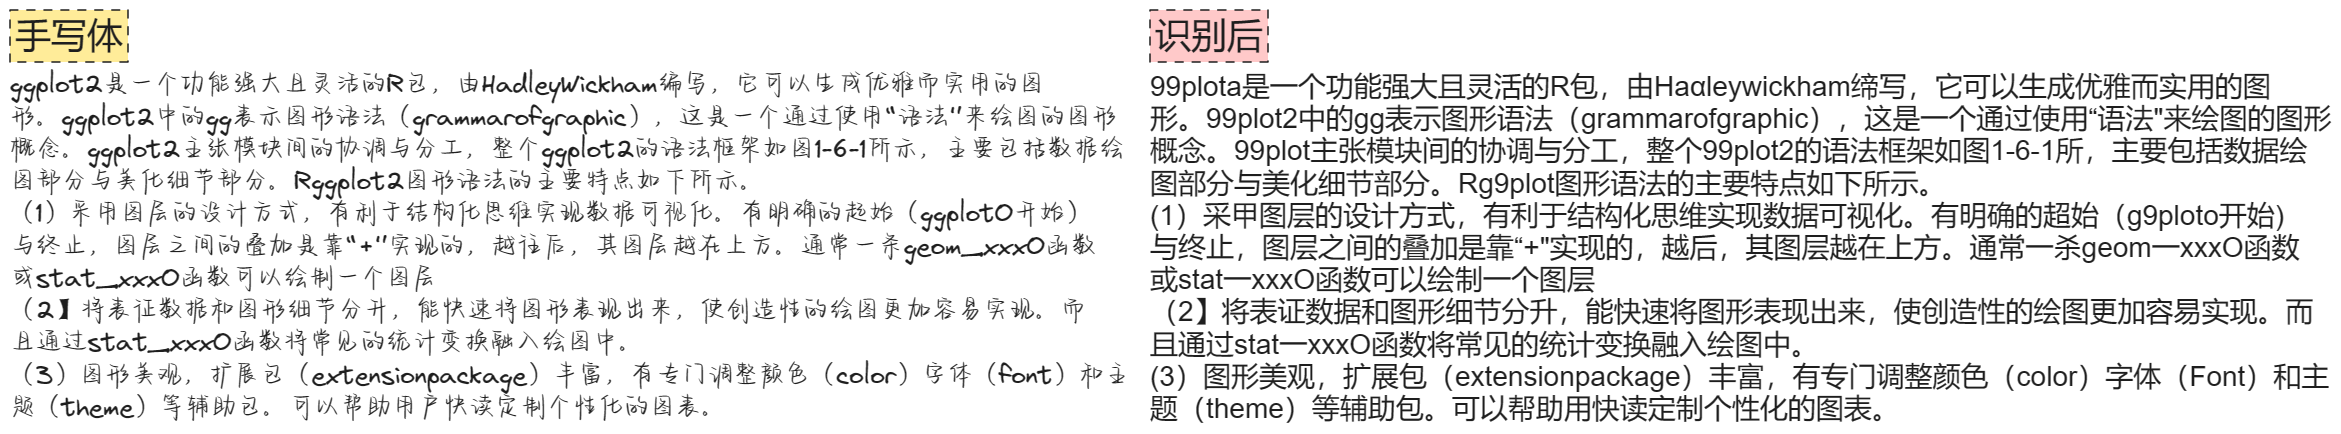 手写体
ggplot2是一个功能强大且灵活的R包，由HadleyWickham编写，它可以生成优雅而实用的图
形。ggplot2中的gg表示图形语法（grammarofgraphic），这是一个通过使用“语法”来绘图的图形
概念。ggplot2主张模块间的协调与分工，整个ggplot2的语法框架如图1-6-1所示，主要包括数据绘
图部分与美化细节部分。Rggplot2图形语法的主要特点如下所示。
（1）采用图层的设计方式，有利于结构化思维实现数据可视化。有明确的起始（ggplotO开始）
与终止，图层之间的叠加是靠“+”实现的，越往后，其图层越在上方。通常一条geom_xxxO函数
或stat_xxxO函数可以绘制一个图层
（2】将表证数据和图形细节分开，能快速将图形表现出来，使创造性的绘图更加容易实现。而
且通过stat_xxxO函数将常见的统计变换融入绘图中。
（3）图形美观，扩展包（extensionpackage）丰富，有专门调整颜色（color）字体（font）和主
题（theme）等辅助包。可以帮助用户快读定制个性化的图表。
识别后
99plota是一个功能强大且灵活的R包，由Hαdleywickham缔写，它可以生成优雅而实用的图
形。99plot2中的gg表示图形语法（grammarofgraphic），这是一个通过使用“语法"来绘图的图形
概念。99plot主张模块间的协调与分工，整个99plot2的语法框架如图1-6-1所，主要包括数据绘
图部分与美化细节部分。Rg9plot图形语法的主要特点如下所示。
(1）采甲图层的设计方式，有利于结构化思维实现数据可视化。有明确的超始（g9ploto开始)
与终止，图层之间的叠加是靠“+"实现的，越后，其图层越在上方。通常一杀geom—xxxO函数
或stat—xxxO函数可以绘制一个图层
（2】将表证数据和图形细节分升，能快速将图形表现出来，使创造性的绘图更加容易实现。而
且通过stat—xxxO函数将常见的统计变换融入绘图中。
(3）图形美观，扩展包（extensionpackage）丰富，有专门调整颜色（color）字体（Font）和主
题（theme）等辅助包。可以帮助用快读定制个性化的图表。